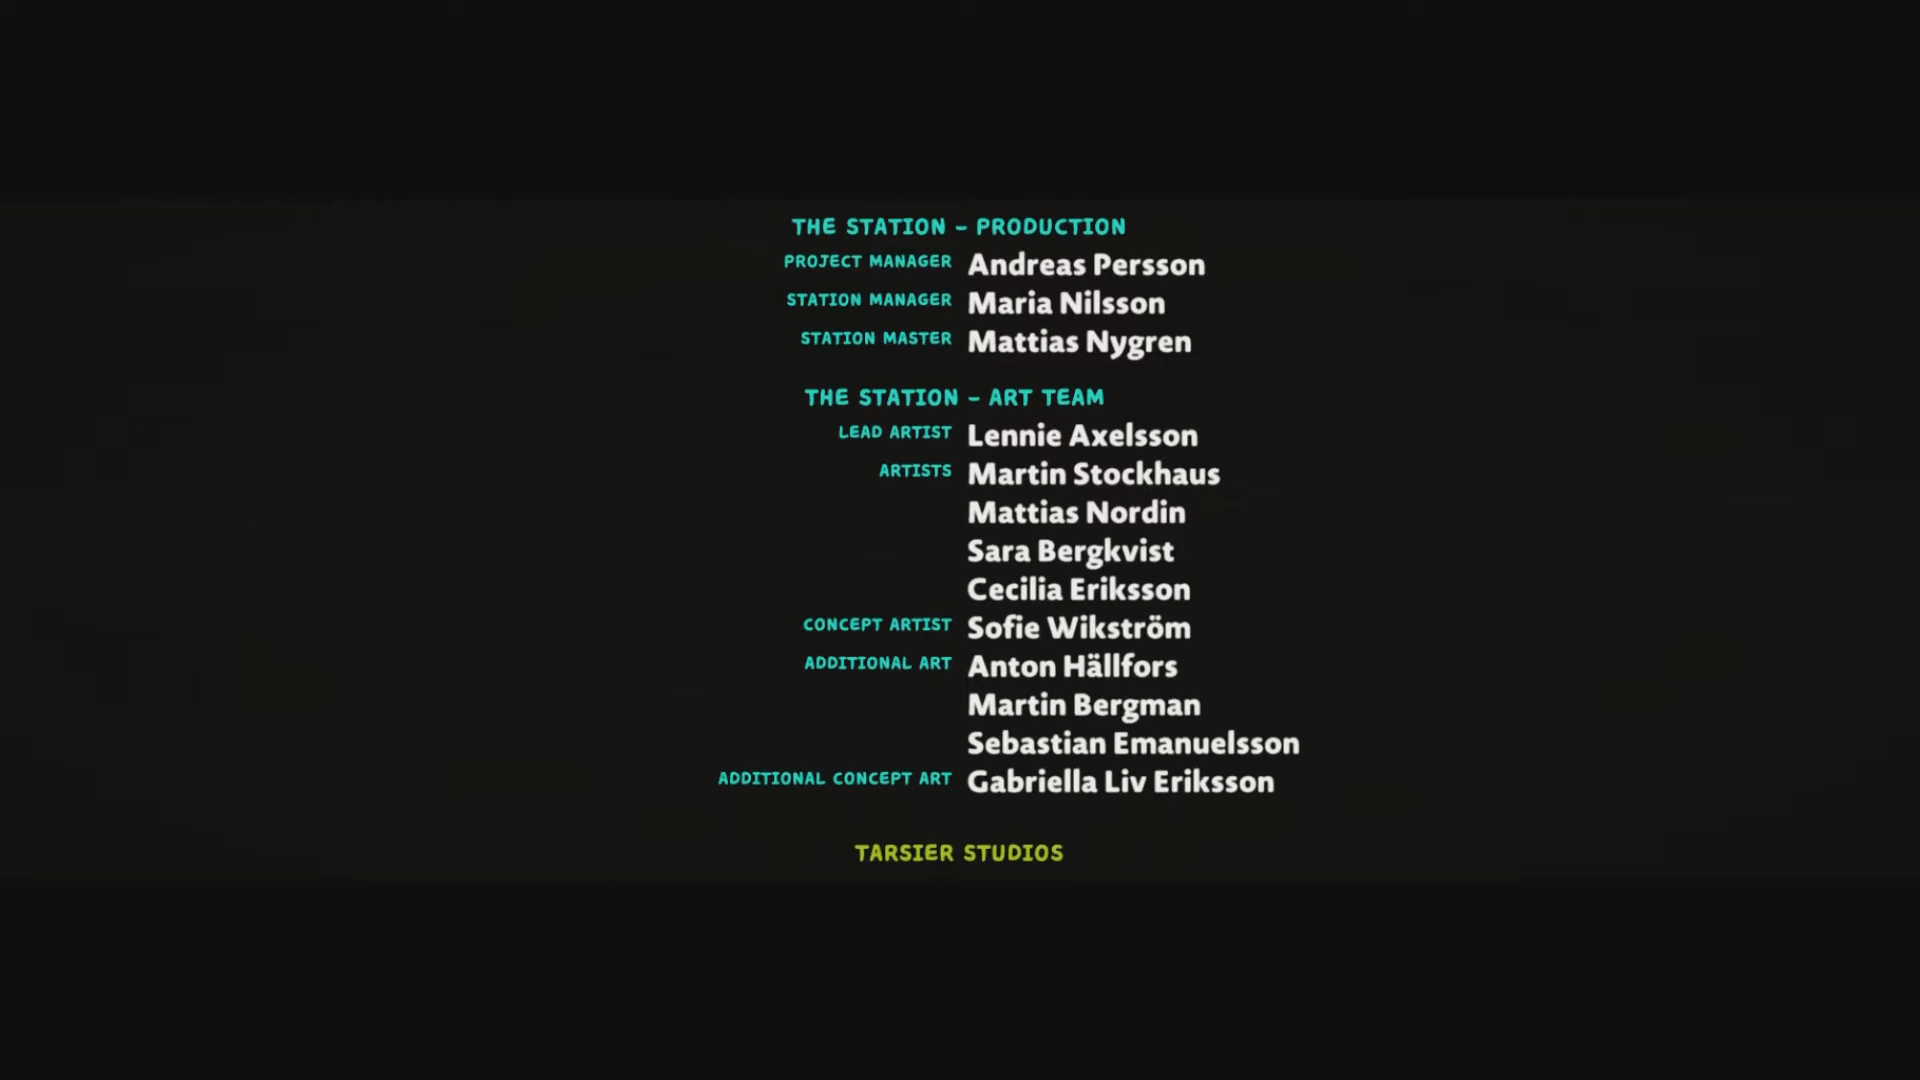 THE STATION – PRODUCTION
PROJECT MANAGER Andreas Persson
STATION MANAGER Maria Nilsson
STATION MASTER Mattias Nygren
THE STATION – ART TEAM
LEAD ARTIST Lennie Axelsson
ARTISTS Martin Stockhaus
Mattias Nordin
Sara Bergkvist
Cecilia Eriksson
CONCEPT ARTIST Sofie Wikström
ADDITIONAL ART Anton Hällfors
Martin Bergman
Sebastian Emanuelsson
ADDITIONAL CONCEPT ART Gabriella Liv Eriksson
TARSIER STUDIOS